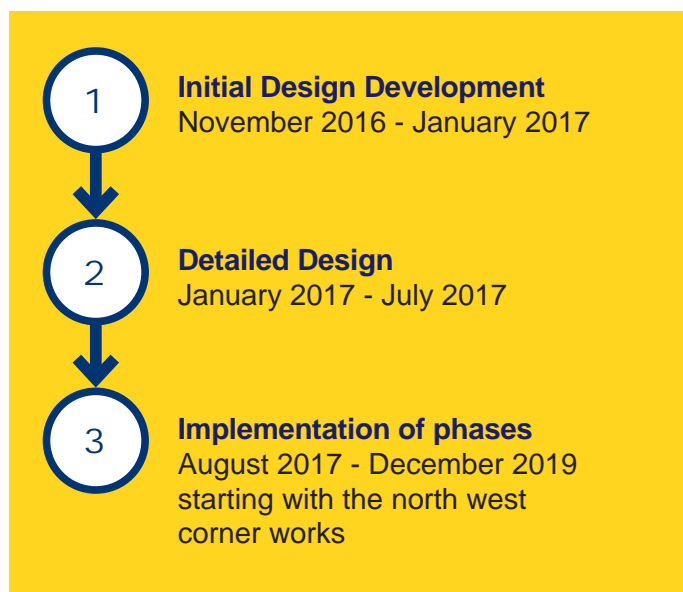 1
Initial Design Development
November 2016 - January 2017
2
Detailed Design
January 2017 - July 2017
3
Implementation of phases
August 2017 - December 2019
starting with the north west
corner works